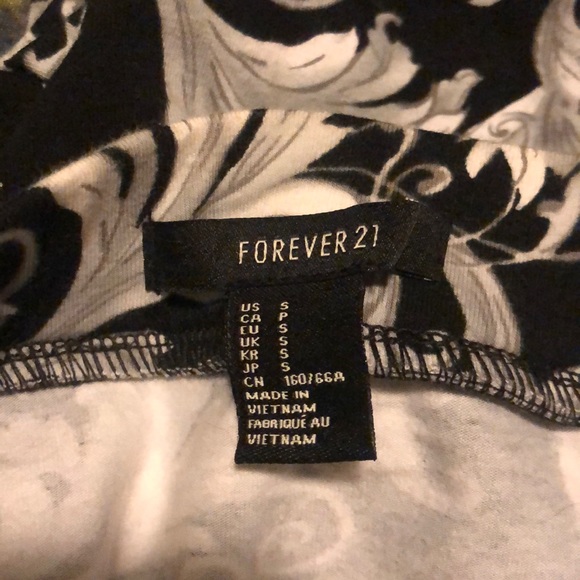 FOREVER 21
US S
CA P
EU S
UK S
KR S
JP S
CN 160/66A
MADE IN
VIETNAM
FABRIQUÉ AU
VIETNAM